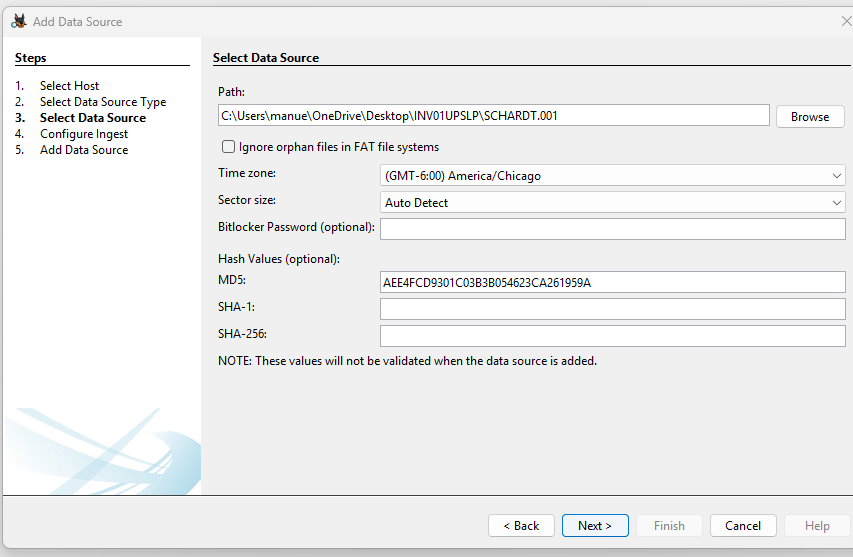 Add Data Source
Steps
1. Select Host
2. Select Data Source Type
3. Select Data Source
4. Configure Ingest
5. Add Data Source
Select Data Source
Path:
C:\Users\manue\OneDrive\Desktop\INV01UPSLP\SCHARDT.001
Browse
Ignore orphan files in FAT file systems
Time zone: (GMT-6:00) America/Chicago
Sector size: Auto Detect
Bitlocker Password (optional):
Hash Values (optional):
MD5: AEE4FCD9301C03B3B054623CA261959A
SHA-1:
SHA-256:
NOTE: These values will not be validated when the data source is added.
< Back Next > Finish Cancel Help